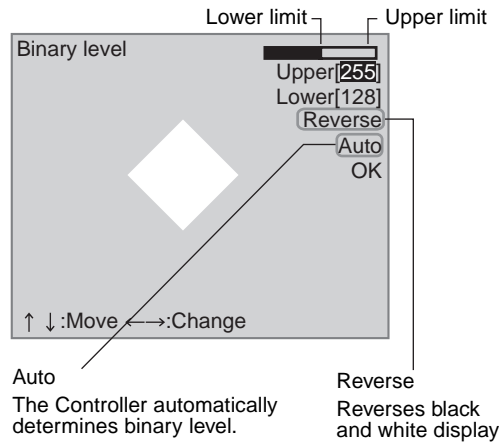 Lower limit Upper limit
Binary level
Upper[255]
Lower[128]
Reverse
Auto
OK
↑ ↓:Move ←→:Change
Auto
The Controller automatically
determines binary level.
Reverse
Reverses black
and white display